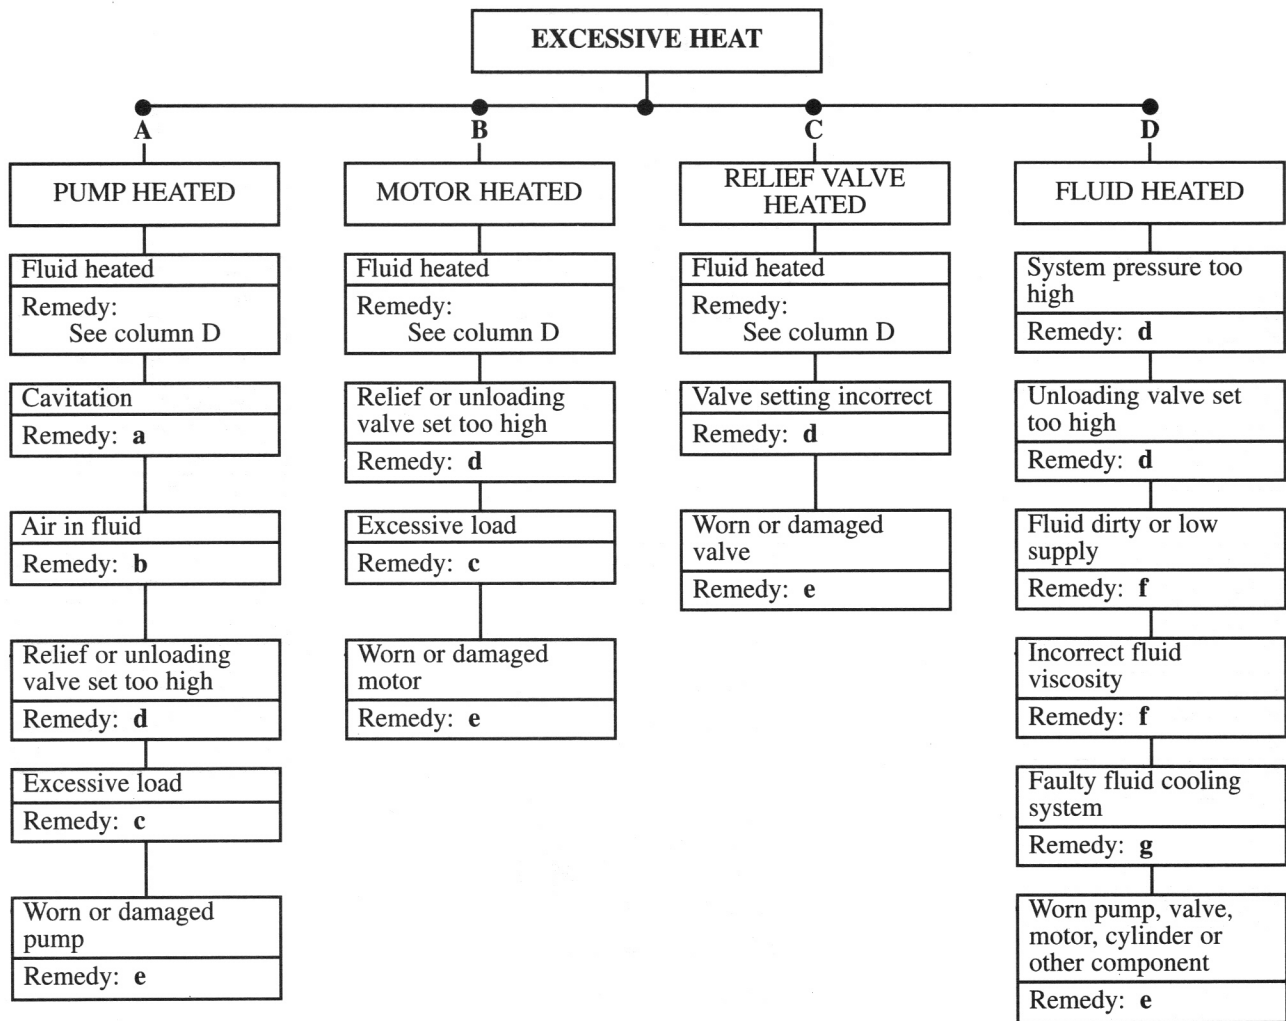 EXCESSIVE HEAT
A
PUMP HEATED
Fluid heated
Remedy:
See column D
Cavitation
Remedy: a
Air in fluid
Remedy: b
Relief or unloading
valve set too high
Remedy: d
Excessive load
Remedy: c
Worn or damaged
pump
Remedy: e
B
MOTOR HEATED
Fluid heated
Remedy:
See column D
Relief or unloading
valve set too high
Remedy: d
Excessive load
Remedy: c
Worn or damaged
motor
Remedy: e
C
RELIEF VALVE
HEATED
Fluid heated
Remedy:
See column D
Valve setting incorrect
Remedy: d
Worn or damaged
valve
Remedy: e
D
FLUID HEATED
System pressure too
high
Remedy: d
Unloading valve set
too high
Remedy: d
Fluid dirty or low
supply
Remedy: f
Incorrect fluid
viscosity
Remedy: f
Faulty fluid cooling
system
Remedy: g
Worn pump, valve,
motor, cylinder or
other component
Remedy: e